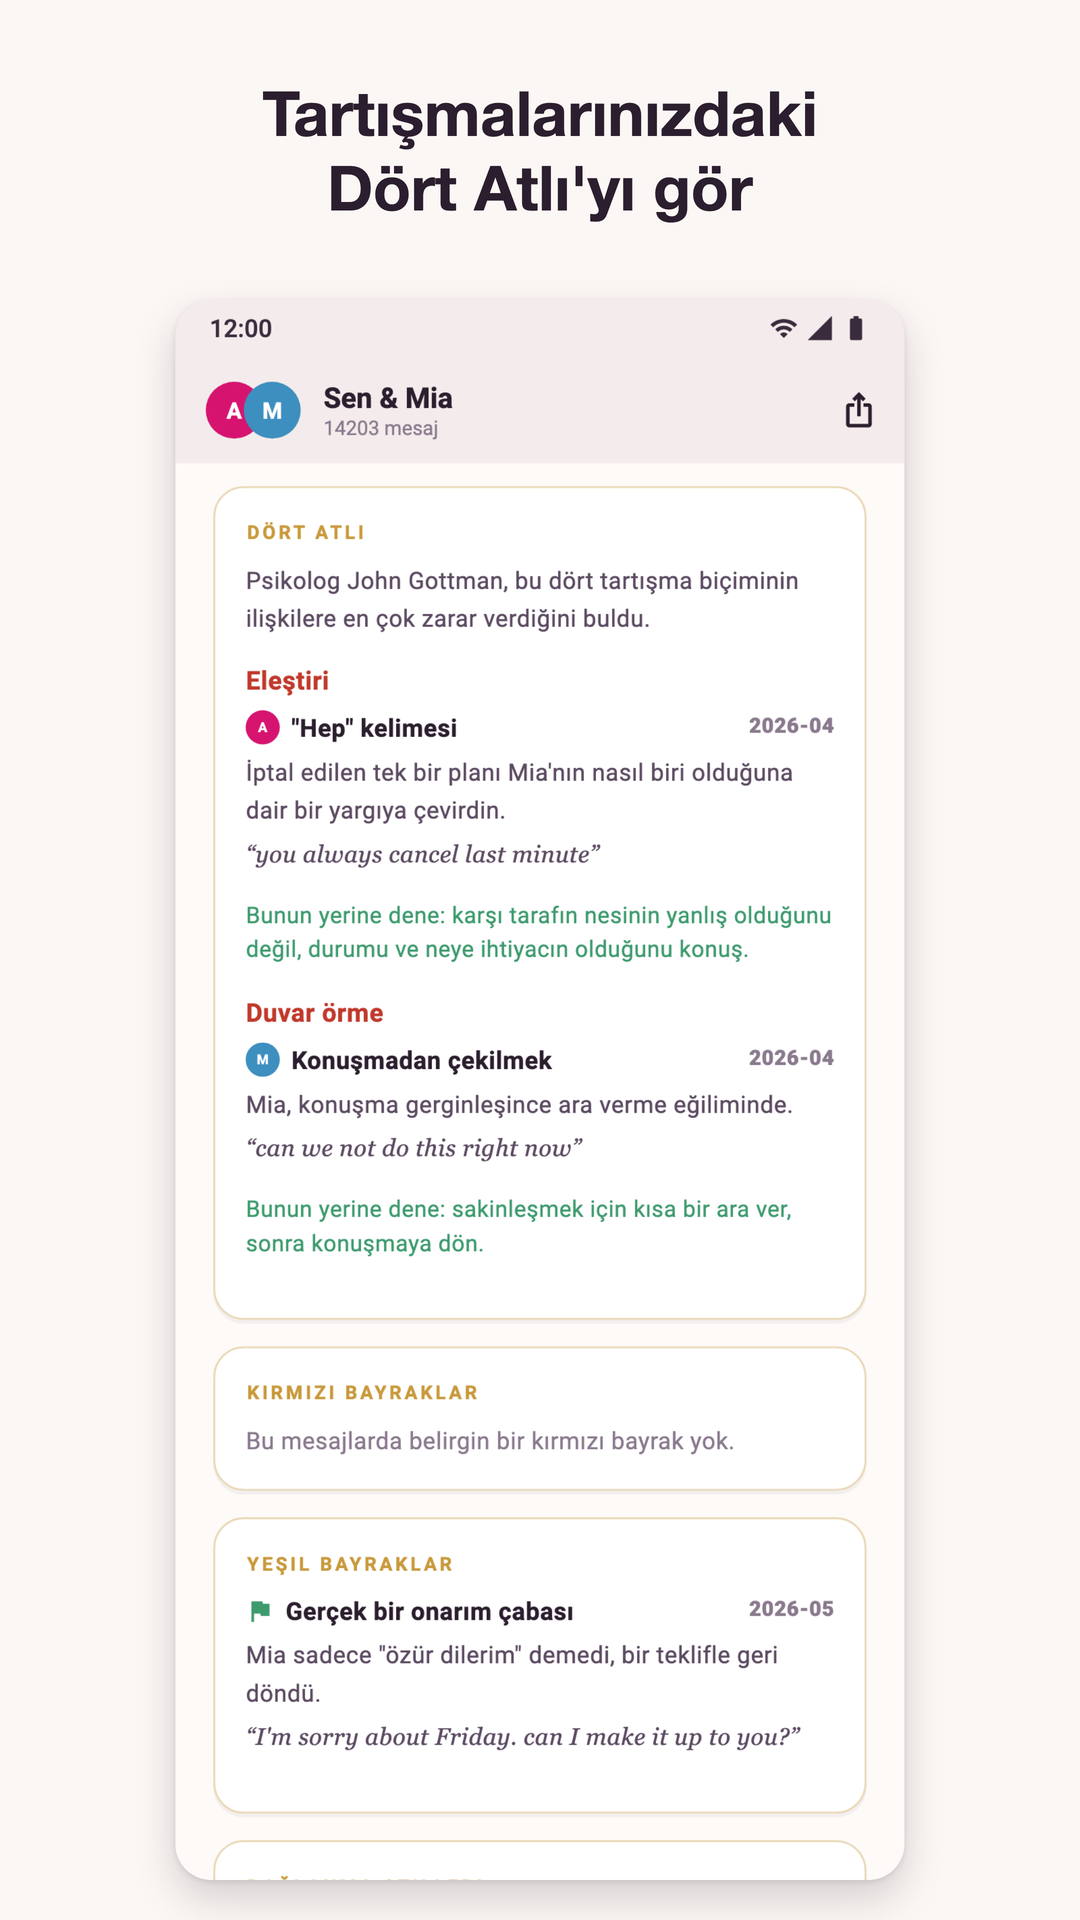 Tartışmalarınızdaki
Dört Atlı'yı gör
12:00
A M Sen & Mia
14203 mesaj
DÖRT ATLI
Psikolog John Gottman, bu dört tartışma biçiminin
ilişkilere en çok zarar verdiğini buldu.
Eleştiri
A "Hep" kelimesi 2026-04
İptal edilen tek bir planı Mia'nın nasıl biri olduğuna
dair bir yargıya çevirdin.
“you always cancel last minute”
Bunun yerine dene: karşı tarafın nesinin yanlış olduğunu
değil, durumu ve neye ihtiyacın olduğunu konuş.
Duvar örme
M Konuşmadan çekilmek 2026-04
Mia, konuşma gerginleşince ara verme eğiliminde.
“can we not do this right now”
Bunun yerine dene: sakinleşmek için kısa bir ara ver,
sonra konuşmaya dön.
KIRMIZI BAYRAKLAR
Bu mesajlarda belirgin bir kırmızı bayrak yok.
YEŞIL BAYRAKLAR
Gerçek bir onarım çabası 2026-05
Mia sadece "özür dilerim" demedi, bir teklifle geri
döndü.
“I'm sorry about Friday. can I make it up to you?”